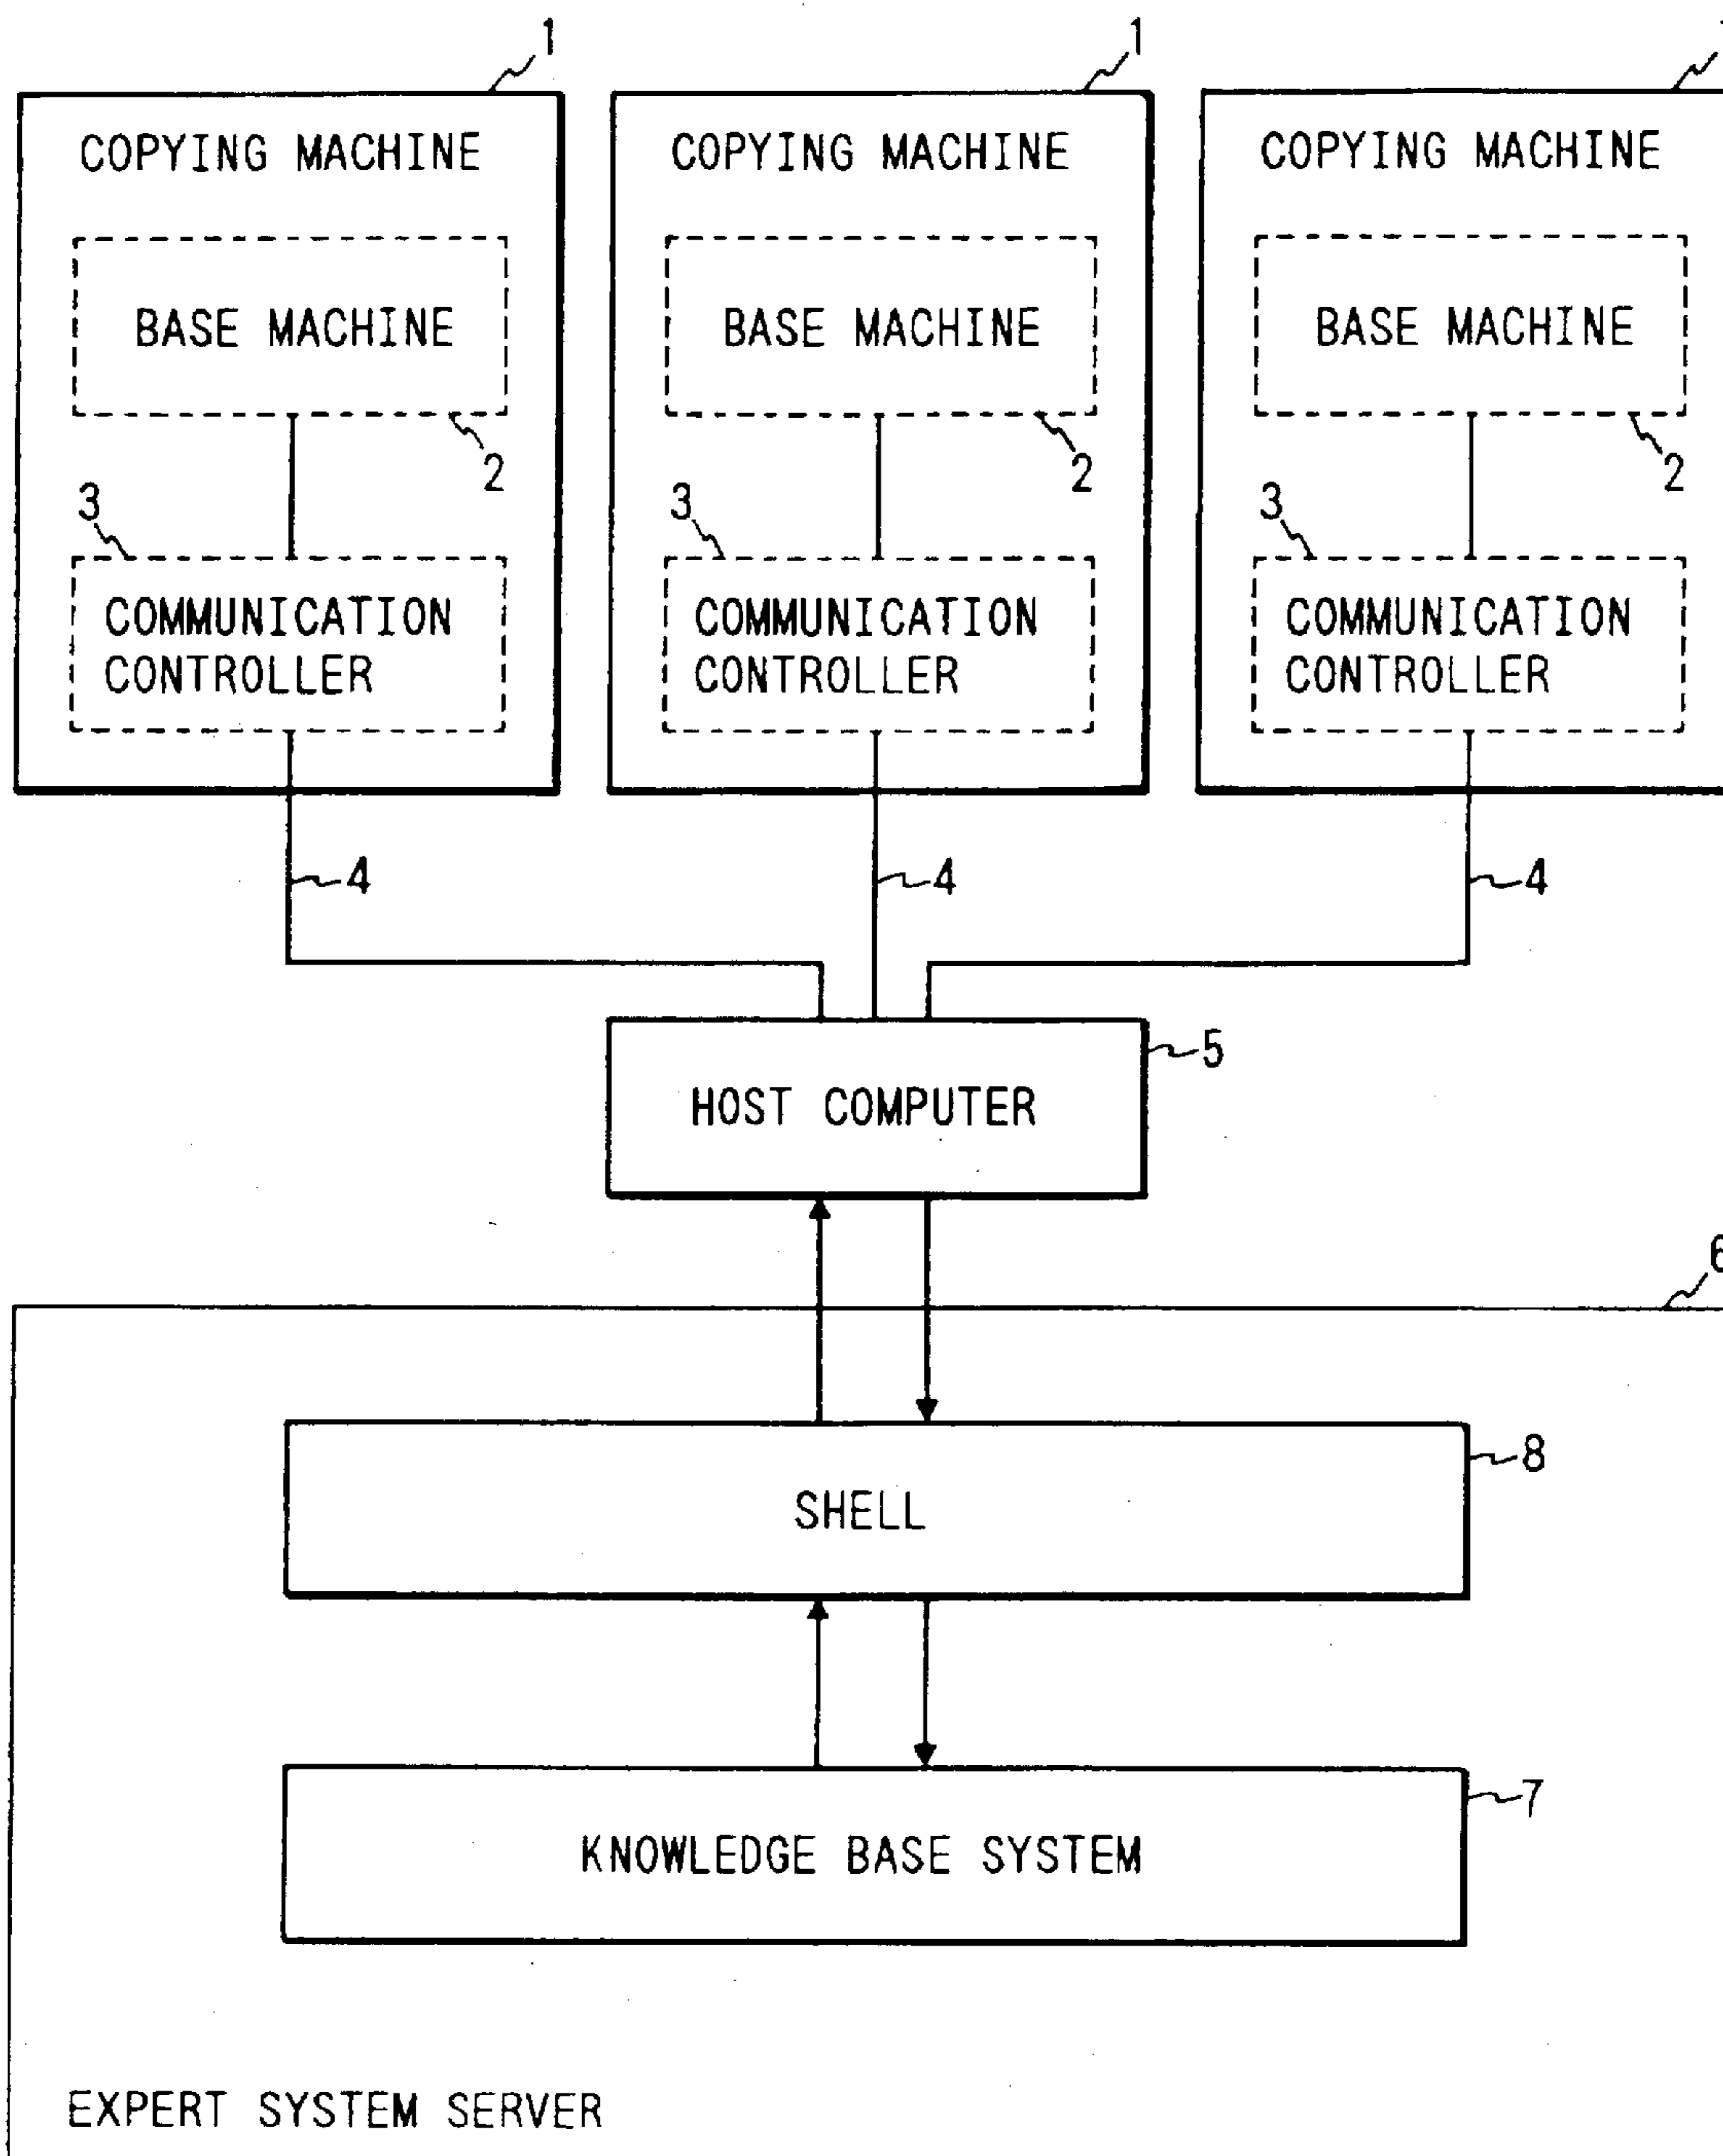 1 1 1
COPYING MACHINE COPYING MACHINE COPYING MACHINE
BASE MACHINE BASE MACHINE BASE MACHINE
2 2 2
3 3 3
COMMUNICATION CONTROLLER
COMMUNICATION CONTROLLER
COMMUNICATION CONTROLLER
4 4 4
5
HOST COMPUTER
6
8
SHELL
7
KNOWLEDGE BASE SYSTEM
EXPERT SYSTEM SERVER